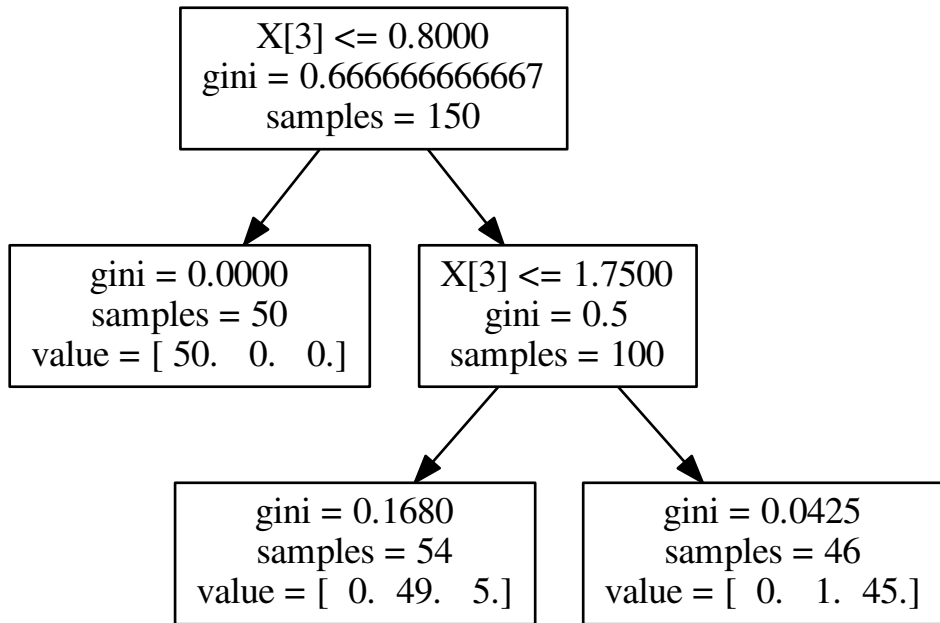 X[3] <= 0.8000
gini = 0.666666666667
samples = 150
gini = 0.0000
samples = 50
value = [ 50.   0.   0.]
X[3] <= 1.7500
gini = 0.5
samples = 100
gini = 0.1680
samples = 54
value = [  0.  49.   5.]
gini = 0.0425
samples = 46
value = [  0.   1.  45.]